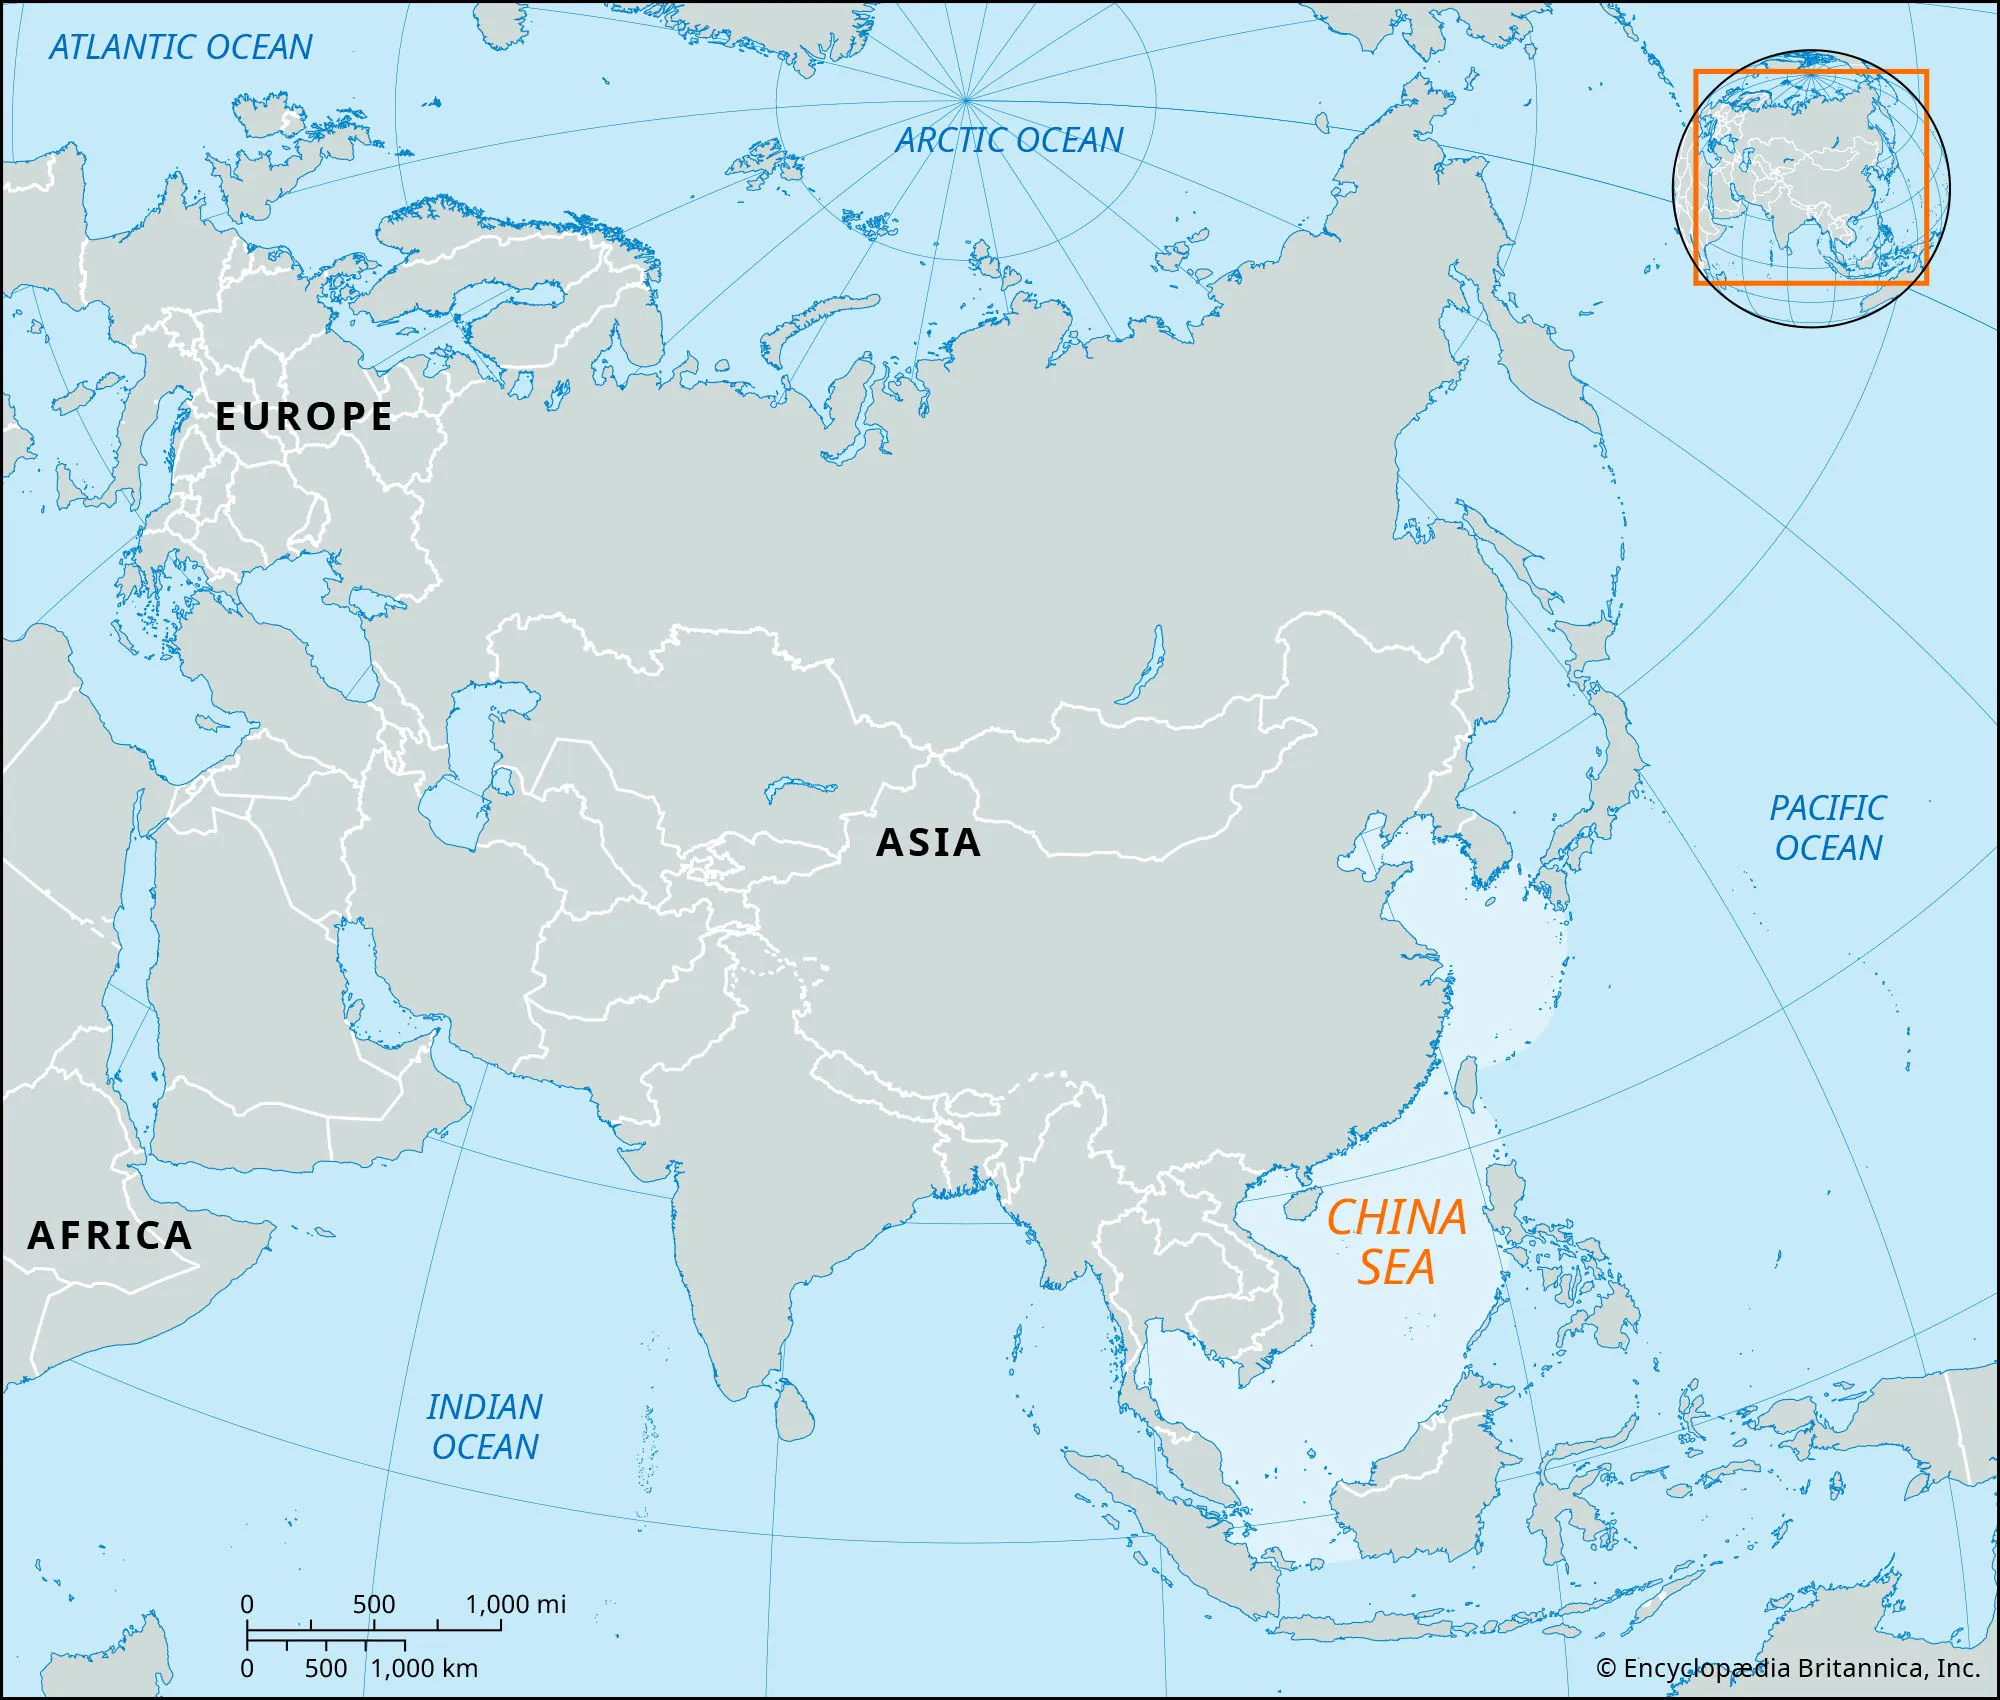 ATLANTIC OCEAN
ARCTIC OCEAN
EUROPE
ASIA
PACIFIC
OCEAN
AFRICA
CHINA
SEA
INDIAN
OCEAN
0 500 1,000 mi
0 500 1,000 km
© Encyclopædia Britannica, Inc.